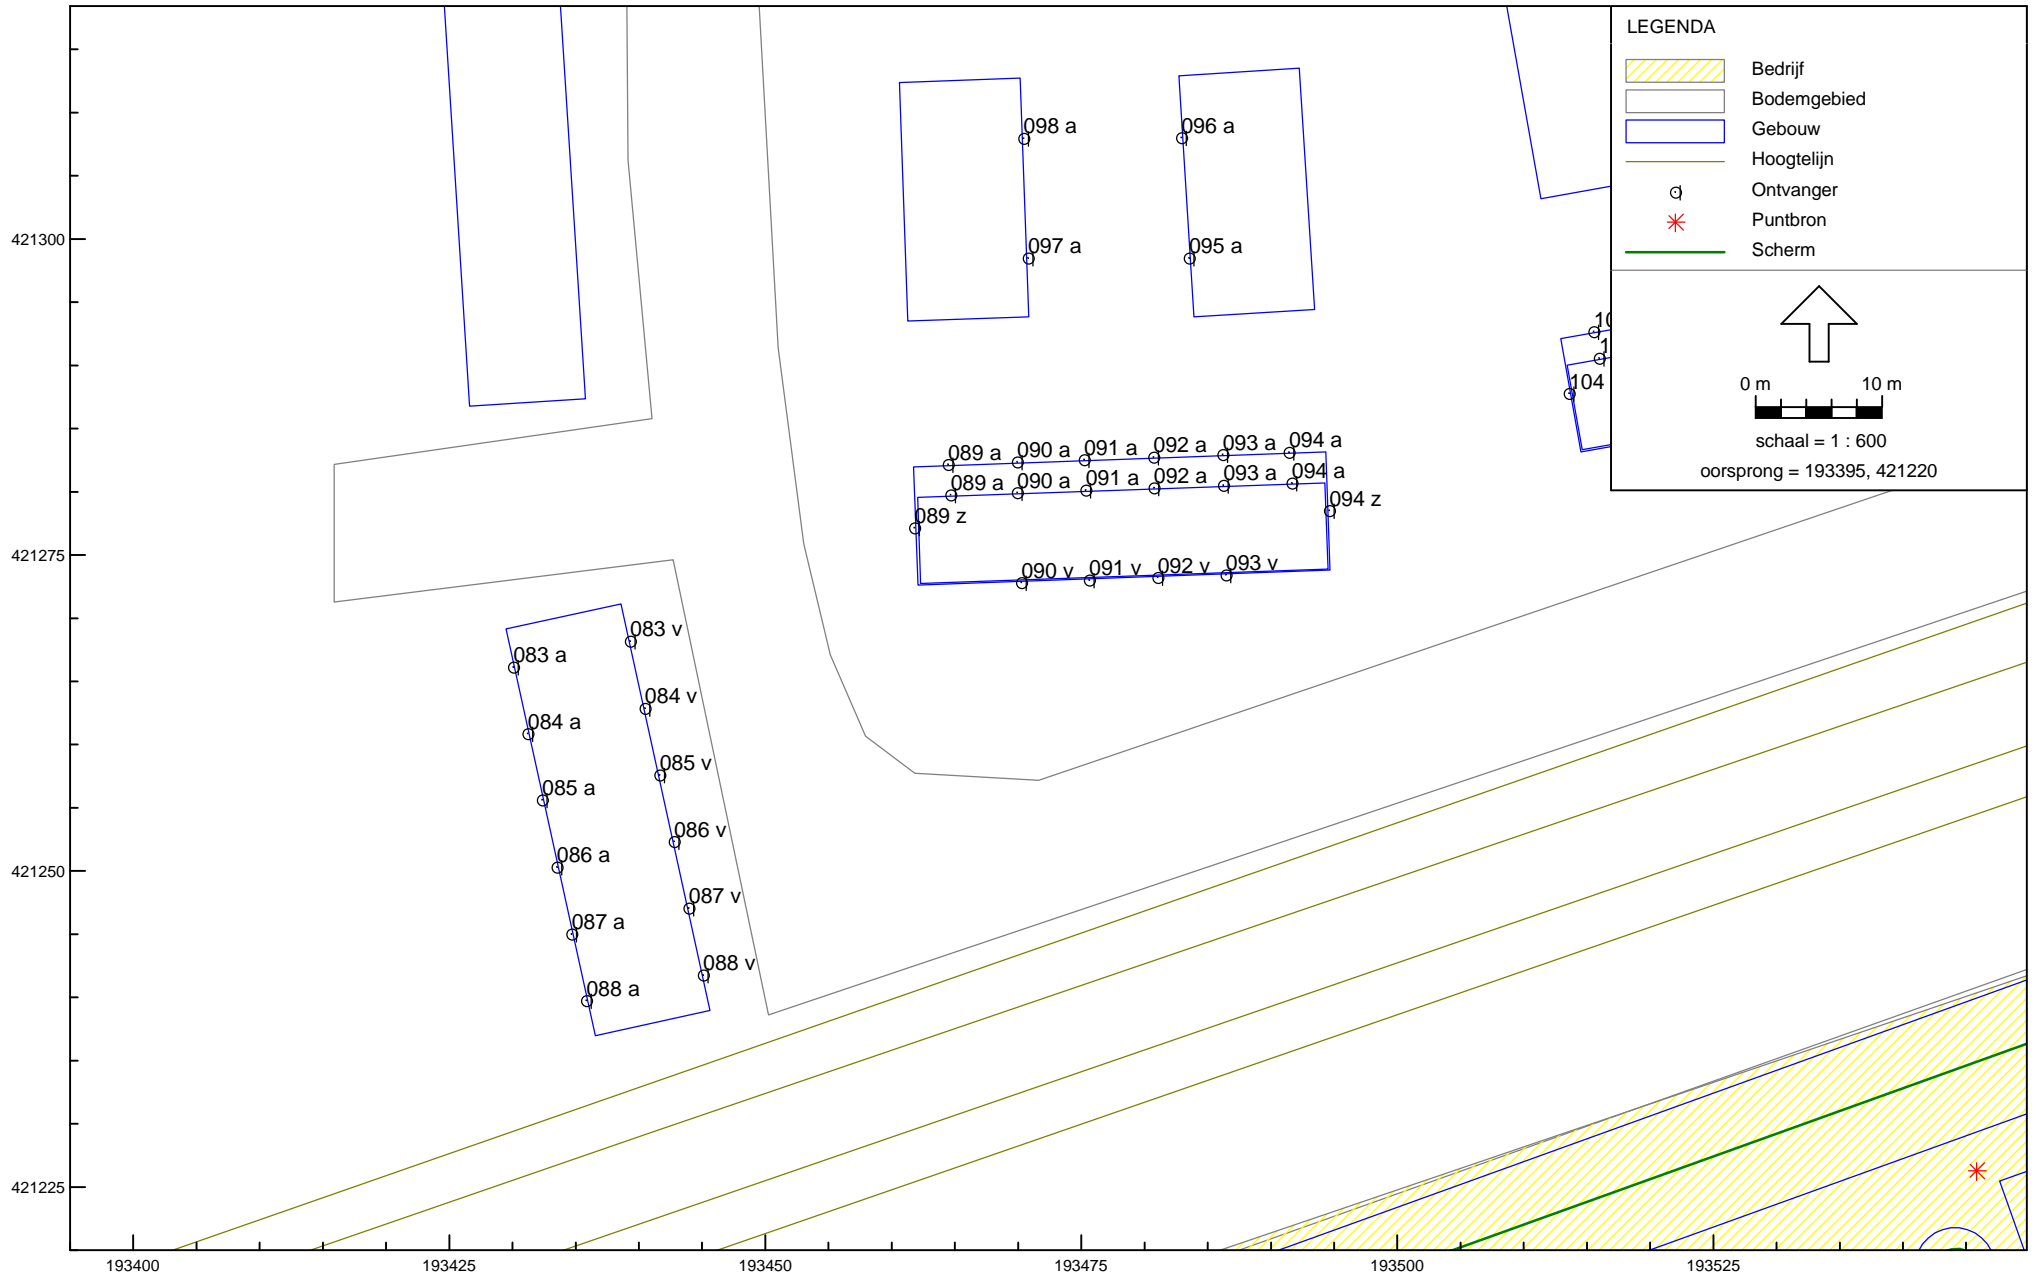 LEGENDA
Bedrijf
Bodemgebied
Gebouw
Hoogtelijn
Ontvanger
Puntbron
Scherm
0 m 10 m
schaal = 1 : 600
oorsprong = 193395, 421220
098 a 096 a
421300
097 a 095 a
104
089 a 090 a 091 a 092 a 093 a 094 a
089 a 090 a 091 a 092 a 093 a 094 a
089 z 094 z
421275
090 v 091 v 092 v 093 v
083 v
083 a
084 v
084 a
085 v
085 a
086 v
086 a
421250
087 v
087 a
088 v
088 a
421225
193400 193425 193450 193475 193500 193525